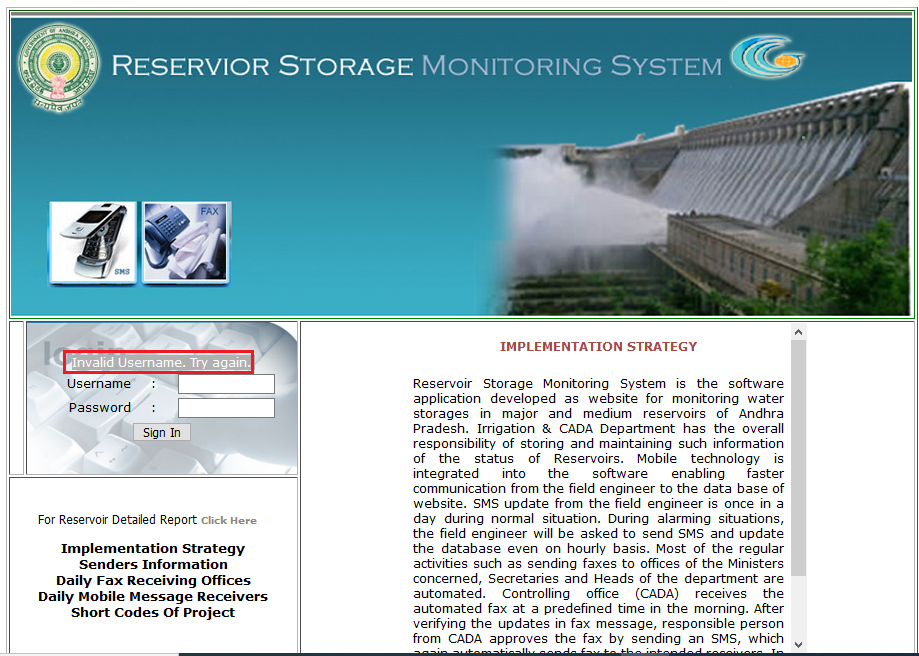 RESERVIOR STORAGE MONITORING SYSTEM
SMS
FAX
login
Invalid Username. Try again.
Username :
Password :
Sign In
For Reservoir Detailed Report Click Here
Implementation Strategy
Senders Information
Daily Fax Receiving Offices
Daily Mobile Message Receivers
Short Codes Of Project
IMPLEMENTATION STRATEGY
Reservoir Storage Monitoring System is the software
application developed as website for monitoring water
storages in major and medium reservoirs of Andhra
Pradesh. Irrigation & CADA Department has the overall
responsibility of storing and maintaining such information
of the status of Reservoirs. Mobile technology is
integrated into the software enabling faster
communication from the field engineer to the data base of
website. SMS update from the field engineer is once in a
day during normal situation. During alarming situations,
the field engineer will be asked to send SMS and update
the database even on hourly basis. Most of the regular
activities such as sending faxes to offices of the Ministers
concerned, Secretaries and Heads of the department are
automated. Controlling office (CADA) receives the
automated fax at a predefined time in the morning. After
verifying the updates in fax message, responsible person
from CADA approves the fax by sending an SMS, which
again automatically sends fax to the intended receivers. In